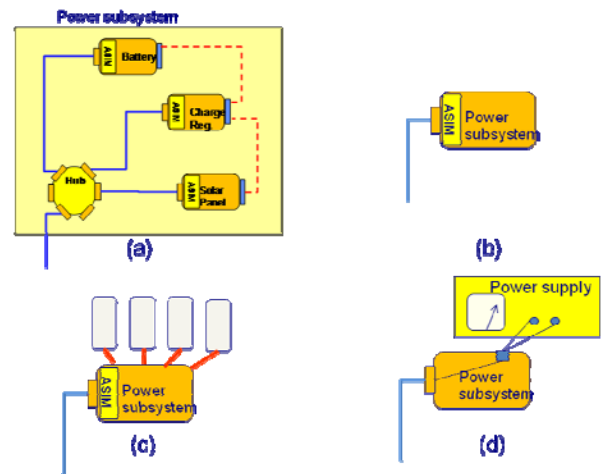 Power subsystem
ASIM
Battery
ASIM
Charge
Reg.
Hub
ASIM
Solar
Panel
(a)
ASIM
Power
subsystem
(b)
ASIM
Power
subsystem
(c)
Power supply
Power
subsystem
(d)